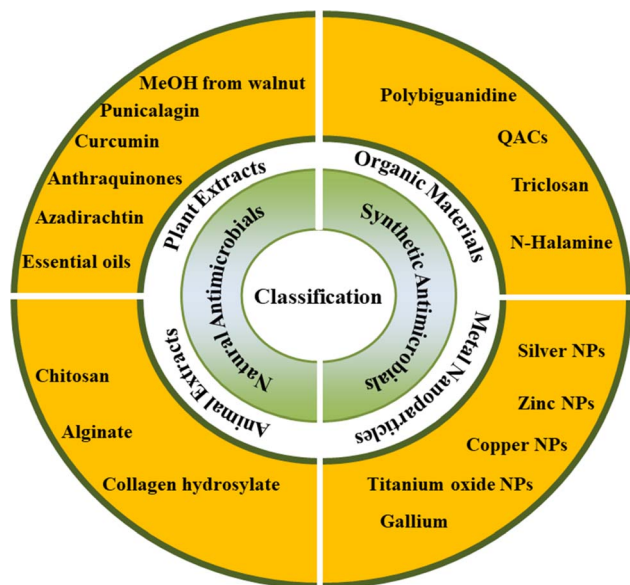 MeOH from walnut
Punicalagin
Curcumin
Anthraquinones
Azadirachtin
Essential oils
Plant Extracts
Polybiguanidine
QACs
Triclosan
N-Halamine
Organic Materials
Natural Antimicrobials
Classification
Synthetic Antimicrobials
Chitosan
Alginate
Collagen hydrosylate
Animal Extracts
Silver NPs
Zinc NPs
Copper NPs
Titanium oxide NPs
Gallium
Metal Nanoparticles